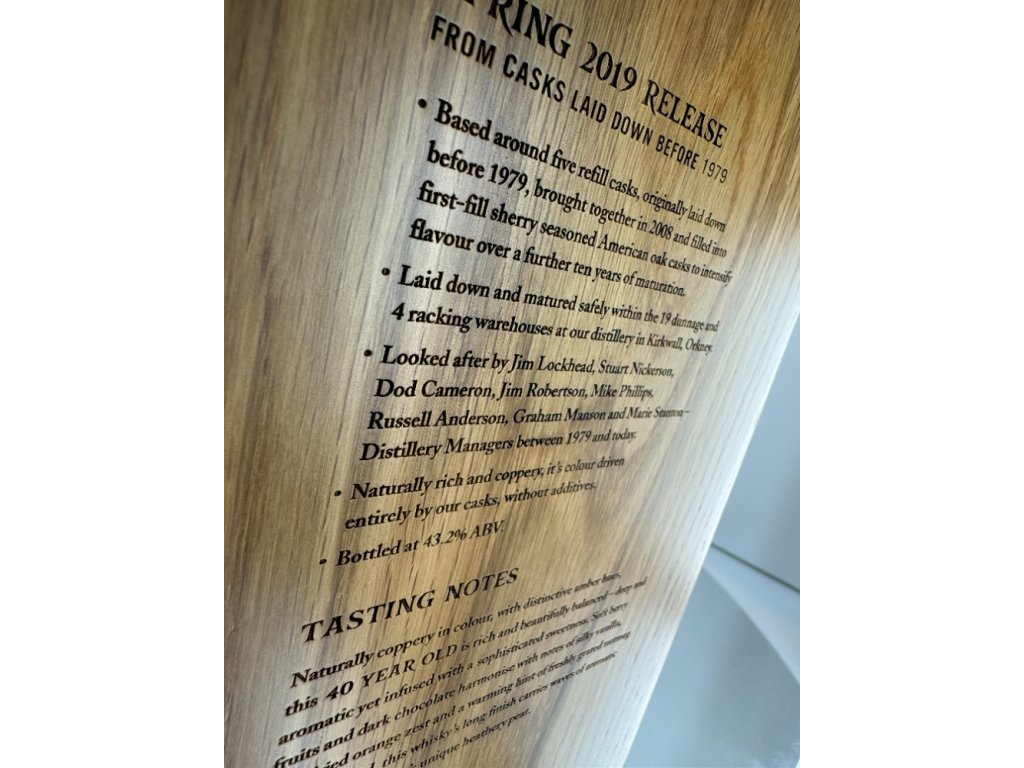 SPRING 2019 RELEASE
FROM CASKS LAID DOWN BEFORE 1979
• Based around five refill casks, originally laid down
before 1979, brought together in 2008 and filled into
first-fill sherry seasoned American oak casks to intensify
flavour over a further ten years of maturation.
• Laid down and matured safely within the 19 dunnage and
4 racking warehouses at our distillery in Kirkwall, Orkney.
• Looked after by Jim Lockhead, Stuart Nickerson,
Dod Cameron, Jim Robertson, Mike Phillips,
Russell Anderson, Graham Manson and Marie Stanton –
Distillery Managers between 1979 and today.
• Naturally rich and coppery, it's colour driven
entirely by our casks, without additives.
• Bottled at 43.2% ABV.
TASTING NOTES
Naturally coppery in colour, with distinctive amber hues,
this 40 YEAR OLD is rich and beautifully balanced – deep and
aromatic yet infused with a sophisticated sweetness. Soft berry
fruits and dark chocolate harmonise with notes of silky vanilla,
orange zest and a warming hint of freshly grated nutmeg.
this whisky's long finish carries waves of aromatic
unique heathery peat.